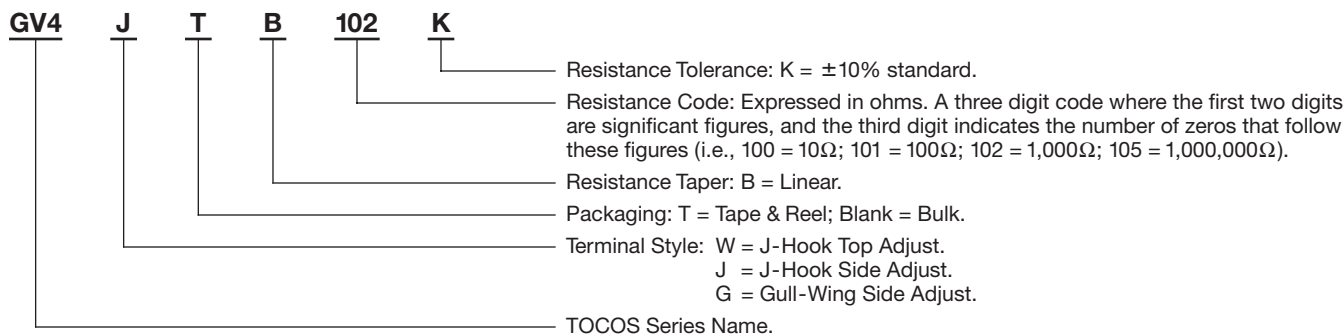 GV4 J T B 102 K
Resistance Tolerance: K = ±10% standard.
Resistance Code: Expressed in ohms. A three digit code where the first two digits
are significant figures, and the third digit indicates the number of zeros that follow
these figures (i.e., 100 = 10Ω; 101 = 100Ω; 102 = 1,000Ω; 105 = 1,000,000Ω).
Resistance Taper: B = Linear.
Packaging: T = Tape & Reel; Blank = Bulk.
Terminal Style: W = J-Hook Top Adjust.
J = J-Hook Side Adjust.
G = Gull-Wing Side Adjust.
TOCOS Series Name.